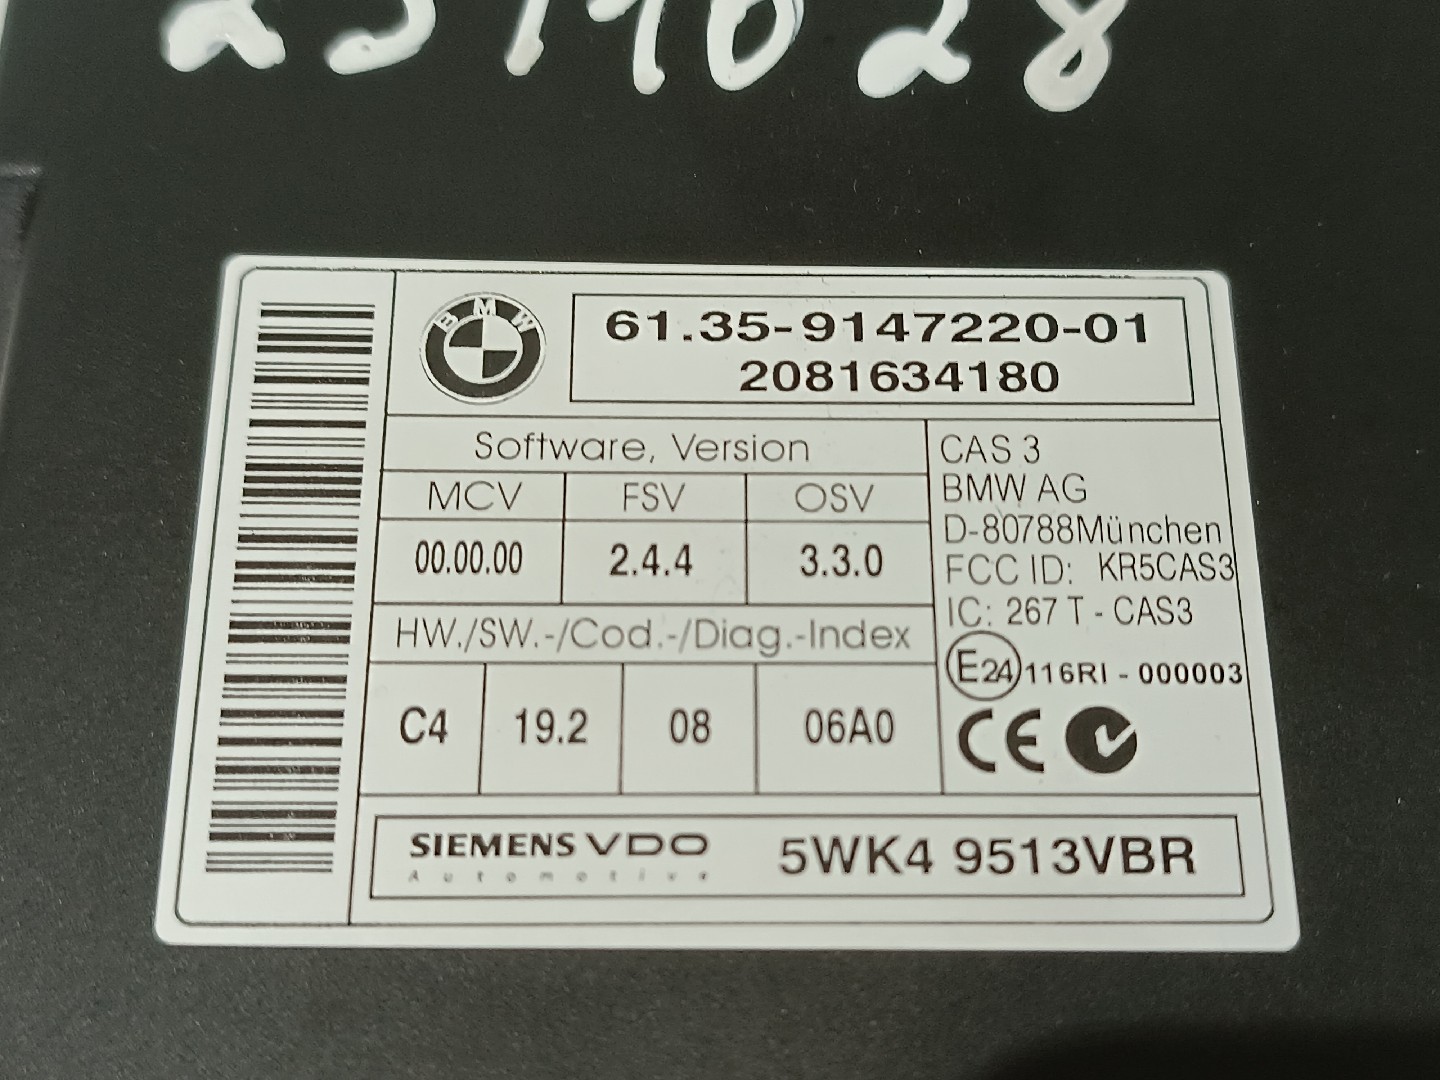 BMW
61.35-9147220-01
2081634180
Software, Version
MCV FSV OSV
00.00.00 2.4.4 3.3.0
HW./SW.-/Cod.-/Diag.-Index
C4 19.2 08 06A0
CAS 3
BMW AG
D-80788München
FCC ID: KR5CAS3
IC: 267 T - CAS3
E24 116RI - 000003
CE
SIEMENS VDO
Automotive
5WK4 9513VBR